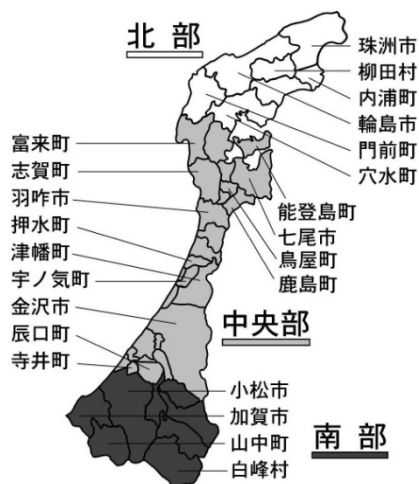 北部
珠洲市
柳田村
内浦町
輪島市
門前町
穴水町
富来町
志賀町
羽咋市
押水町
津幡町
宇ノ気町
金沢市
辰口町
寺井町
能登島町
七尾市
鳥屋町
鹿島町
中央部
小松市
加賀市
山中町
白峰村
南部